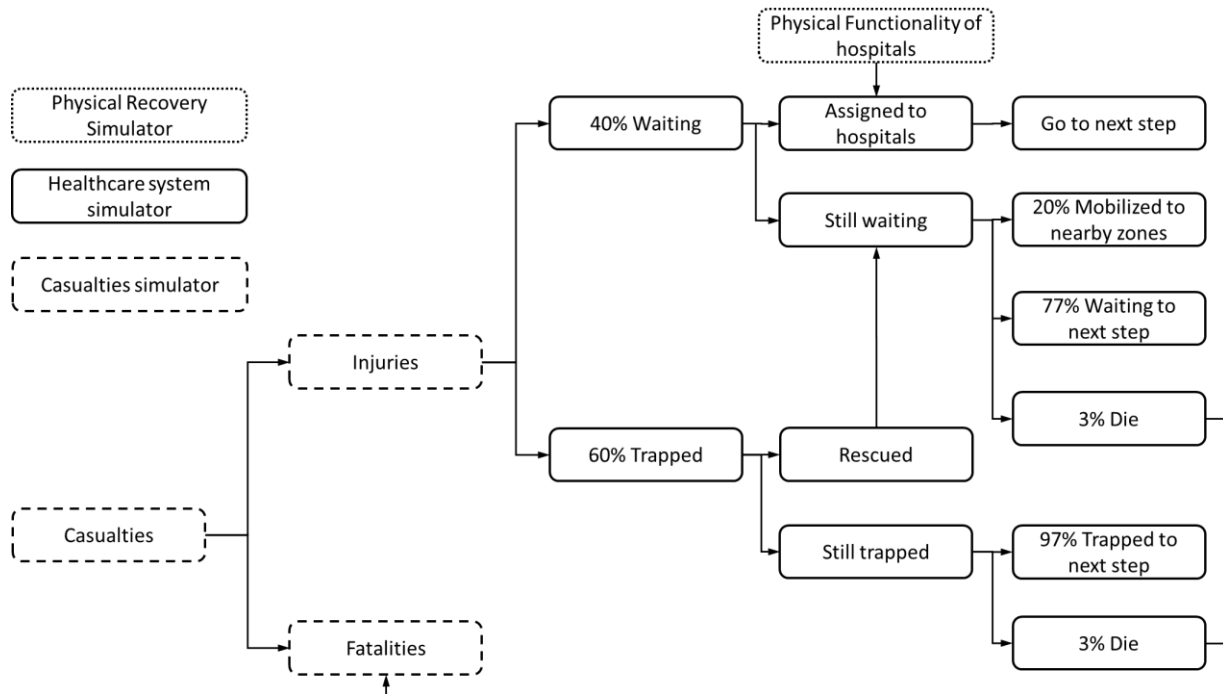 Physical Functionality of
hospitals
Physical Recovery
Simulator
Healthcare system
simulator
Casualties simulator
Casualties
Injuries
Fatalities
40% Waiting
60% Trapped
Assigned to
hospitals
Still waiting
Rescued
Still trapped
Go to next step
20% Mobilized to
nearby zones
77% Waiting to
next step
3% Die
97% Trapped to
next step
3% Die